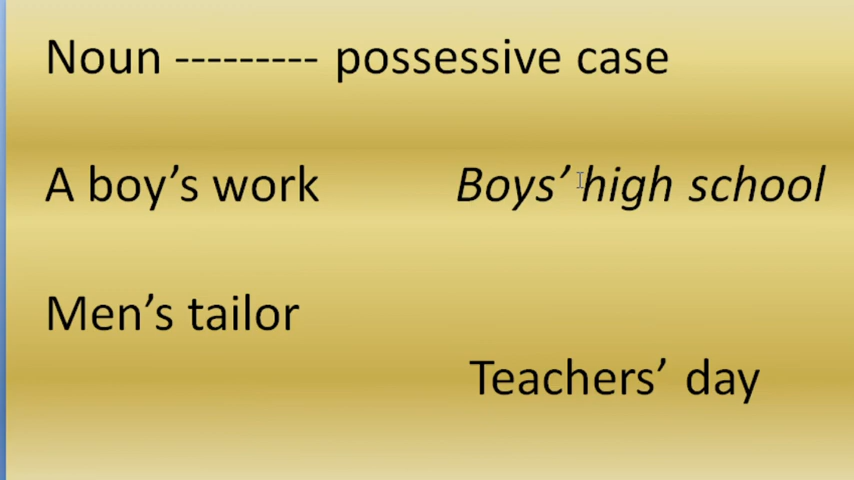 Noun --------- possessive case
A boy’s work
Boys’ high school
Men’s tailor
Teachers’ day